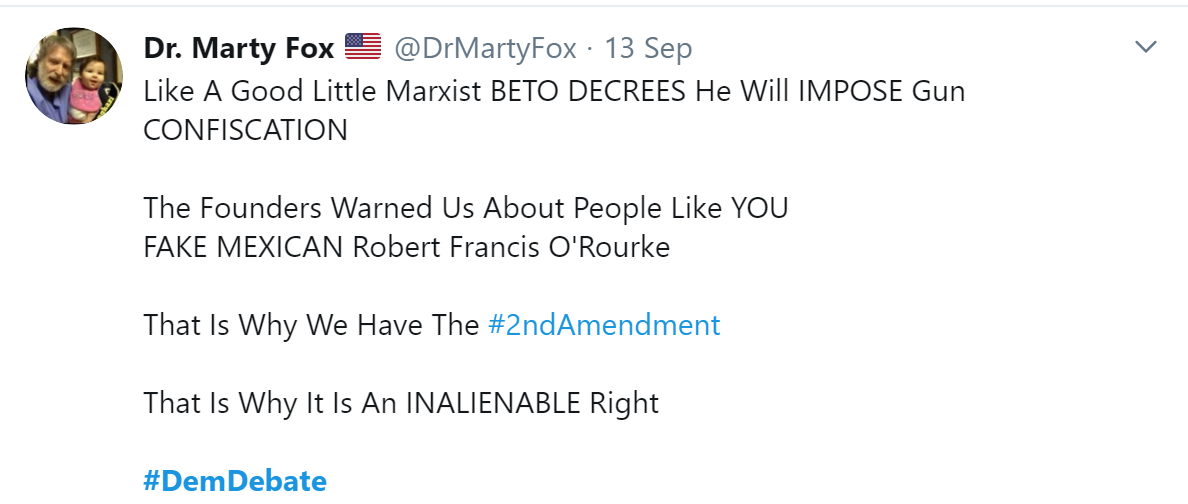 Dr. Marty Fox 🇺🇸 @DrMartyFox · 13 Sep
Like A Good Little Marxist BETO DECREES He Will IMPOSE Gun
CONFISCATION
The Founders Warned Us About People Like YOU
FAKE MEXICAN Robert Francis O'Rourke
That Is Why We Have The #2ndAmendment
That Is Why It Is An INALIENABLE Right
#DemDebate